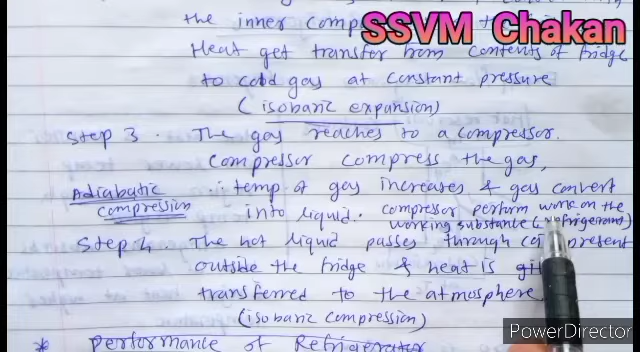 the inner comp
SSVM Chakan
Heat get transfer from contents of fridge
to cold gas at constant pressure
(isobaric expansion)
Step 3. The gas reaches to a compressor.
compressor compress the gas,
Adiabatic compression
∴ temp of gas increases & gas convert
into liquid. compressor perform work on the
working substance (refrigerant)
Step: 4 The hot liquid passes through present
outside the fridge & heat is
transferred to the atmosphere.
(isobaric compression)
* Performance of Refrigerator
PowerDirector